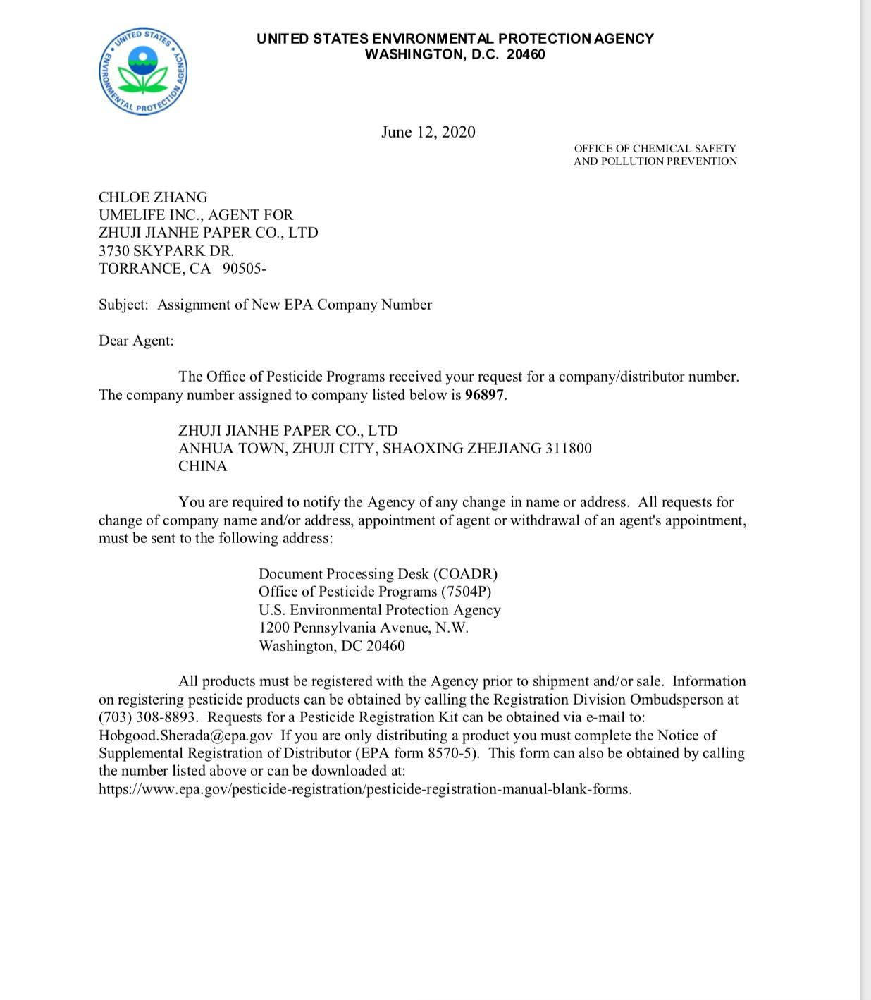 UNITED STATES ENVIRONMENTAL PROTECTION AGENCY
WASHINGTON, D.C. 20460
UNITED STATES
ENVIRONMENTAL PROTECTION AGENCY
June 12, 2020
OFFICE OF CHEMICAL SAFETY
AND POLLUTION PREVENTION
CHLOE ZHANG
UMELIFE INC., AGENT FOR
ZHUJI JIANHE PAPER CO., LTD
3730 SKYPARK DR.
TORRANCE, CA 90505-
Subject: Assignment of New EPA Company Number
Dear Agent:
The Office of Pesticide Programs received your request for a company/distributor number.
The company number assigned to company listed below is 96897.
ZHUJI JIANHE PAPER CO., LTD
ANHUA TOWN, ZHUJI CITY, SHAOXING ZHEJIANG 311800
CHINA
You are required to notify the Agency of any change in name or address. All requests for
change of company name and/or address, appointment of agent or withdrawal of an agent's appointment,
must be sent to the following address:
Document Processing Desk (COADR)
Office of Pesticide Programs (7504P)
U.S. Environmental Protection Agency
1200 Pennsylvania Avenue, N.W.
Washington, DC 20460
All products must be registered with the Agency prior to shipment and/or sale. Information
on registering pesticide products can be obtained by calling the Registration Division Ombudsperson at
(703) 308-8893. Requests for a Pesticide Registration Kit can be obtained via e-mail to:
Hobgood.Sherada@epa.gov If you are only distributing a product you must complete the Notice of
Supplemental Registration of Distributor (EPA form 8570-5). This form can also be obtained by calling
the number listed above or can be downloaded at:
https://www.epa.gov/pesticide-registration/pesticide-registration-manual-blank-forms.